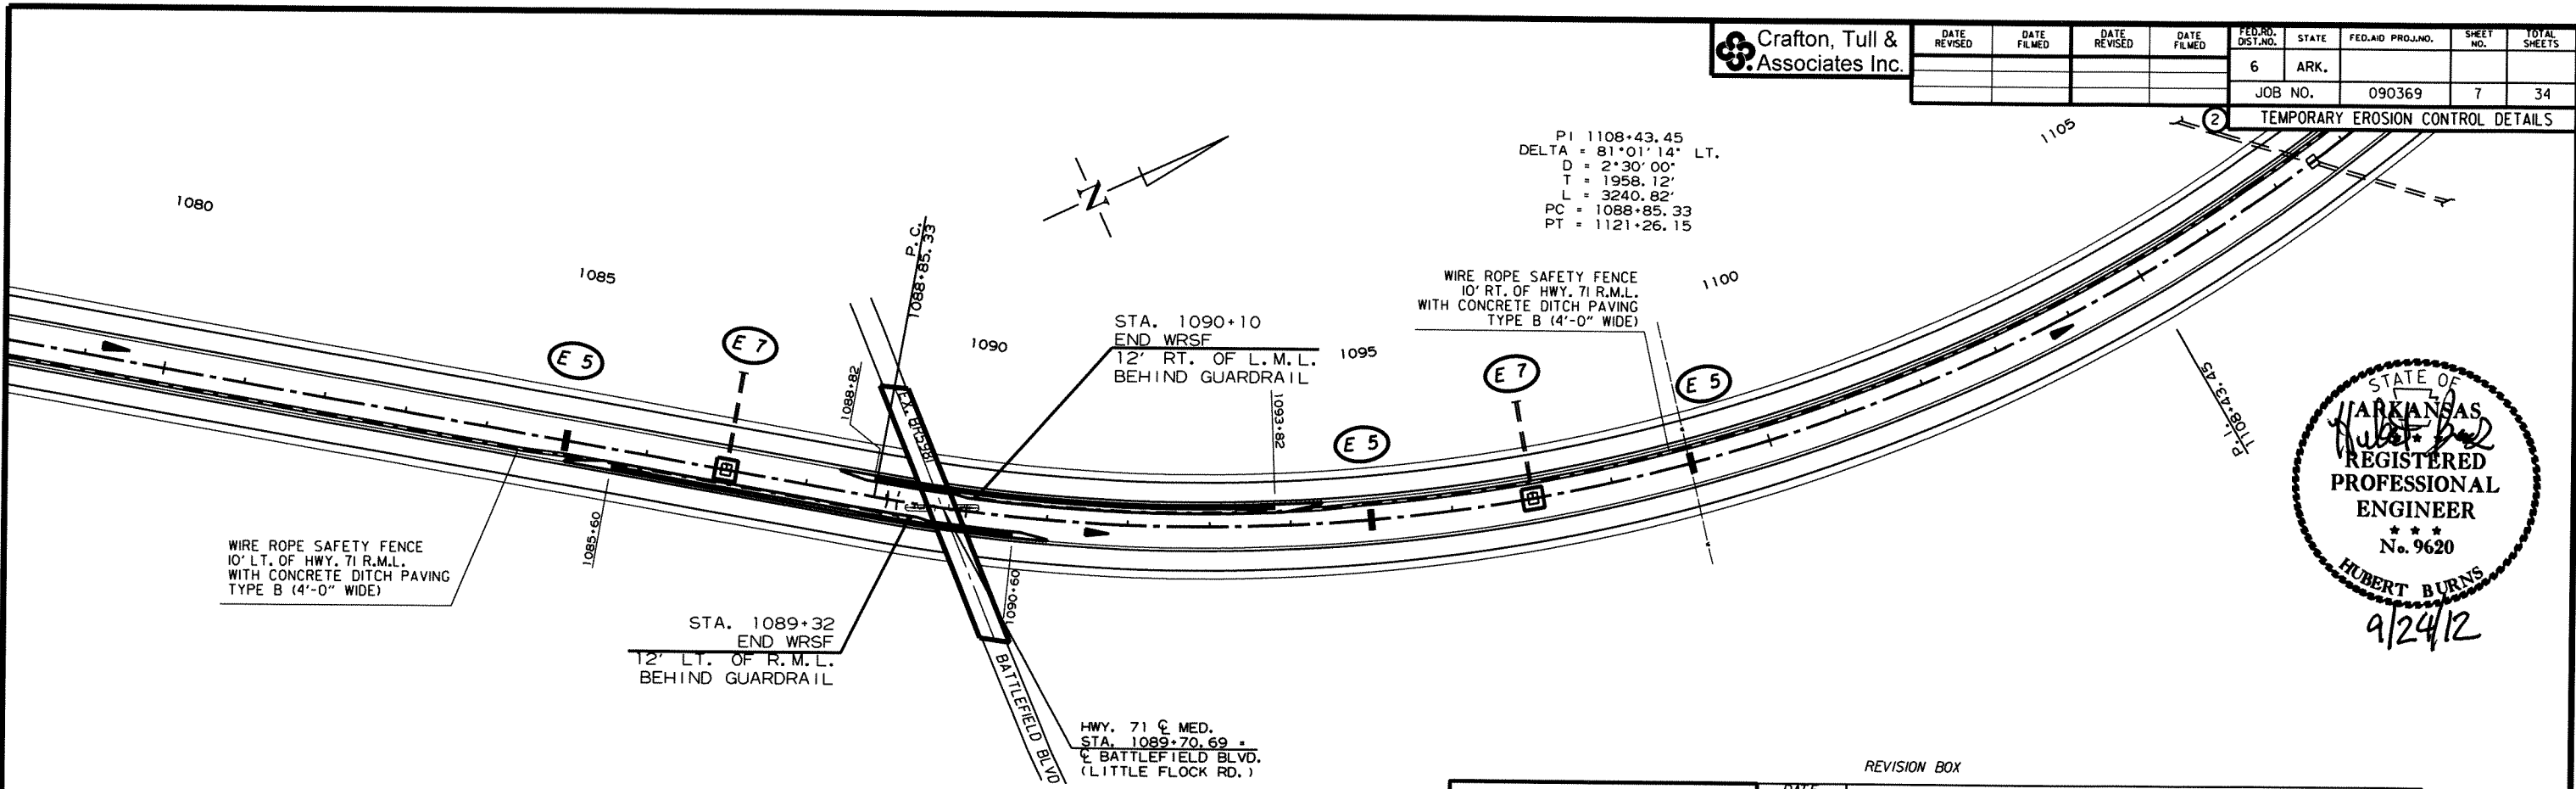 Crafton, Tull &
Associates Inc.
DATE REVISED
DATE FILMED
DATE REVISED
DATE FILMED
FED.RD. DIST.NO.
STATE
FED.AID PROJ.NO.
SHEET NO.
TOTAL SHEETS
6
ARK.
JOB NO.
090369
7
34
2
TEMPORARY EROSION CONTROL DETAILS
PI 1108+43.45
DELTA = 81°01'14" LT.
D = 2°30'00"
T = 1958.12'
L = 3240.82'
PC = 1088+85.33
PT = 1121+26.15
1105
N
1080
1085
P.C.
1088+85.33
1090
1095
1100
WIRE ROPE SAFETY FENCE
10' RT. OF HWY. 71 R.M.L.
WITH CONCRETE DITCH PAVING
TYPE B (4'-0" WIDE)
STA. 1090+10
END WRSF
12' RT. OF L.M.L.
BEHIND GUARDRAIL
E 5
E 7
1088+82
EX. BR5981
1093+82
E 5
E 7
E 5
P.I.
1108+43.45
STATE OF
ARKANSAS
REGISTERED
PROFESSIONAL
ENGINEER
★ ★ ★
No. 9620
HUBERT BURNS
9/24/12
1085+60
WIRE ROPE SAFETY FENCE
10' LT. OF HWY. 71 R.M.L.
WITH CONCRETE DITCH PAVING
TYPE B (4'-0" WIDE)
1090+60
STA. 1089+32
END WRSF
12' LT. OF R.M.L.
BEHIND GUARDRAIL
BATTLEFIELD BLVD
HWY. 71 ℄ MED.
STA. 1089+70.69 =
℄ BATTLEFIELD BLVD.
(LITTLE FLOCK RD.)
REVISION BOX
DATE